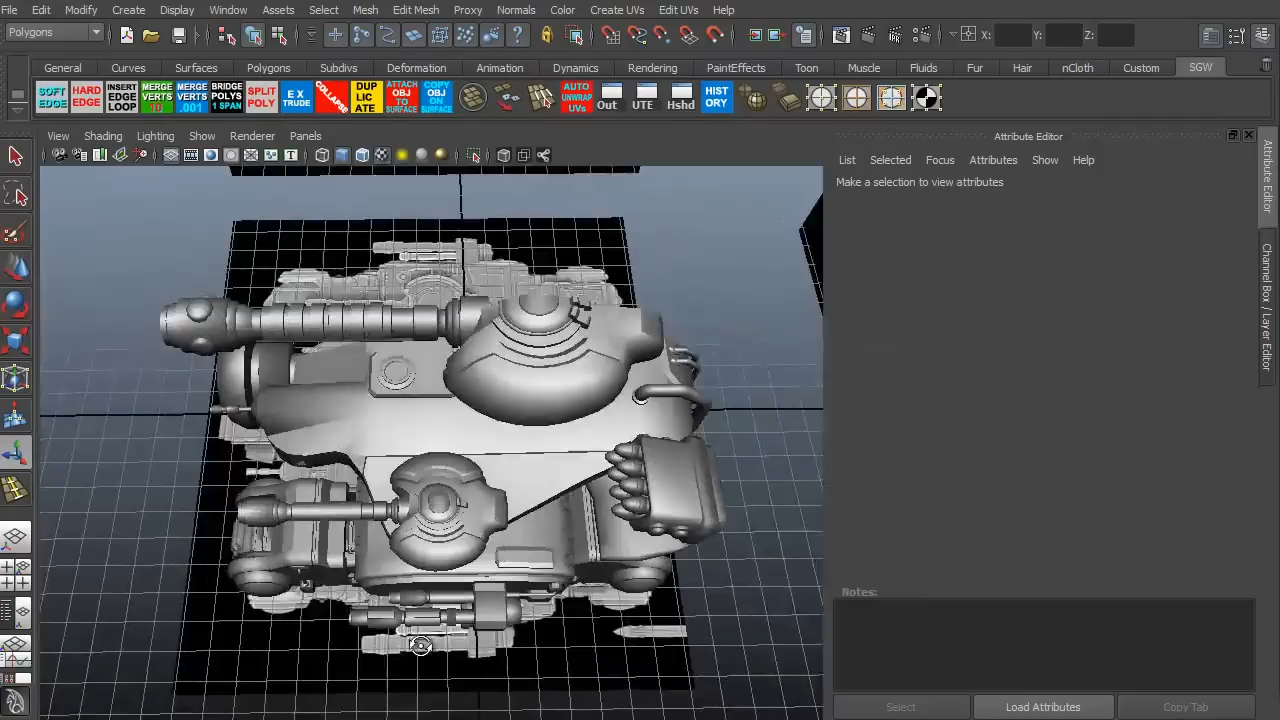 File Edit Modify Create Display Window Assets Select Mesh Edit Mesh Proxy Normals Color Create UVs Edit UVs Help
Polygons X: Y: Z:
General Curves Surfaces Polygons Subdivs Deformation Animation Dynamics Rendering PaintEffects Toon Muscle Fluids Fur Hair nCloth Custom SGW
SOFT EDGE HARD EDGE INSERT EDGE LOOP MERGE VERTS 10 MERGE VERTS .001 BRIDGE POLYS 1 SPAN SPLIT POLY EX TRUDE COLLAPSE DUP LIC ATE ATTACH OBJ TO SURFACE COPY OBJ ON SURFACE AUTO UNWRAP UVs Out UTE Hshd HIST ORY
View Shading Lighting Show Renderer Panels
Attribute Editor
List Selected Focus Attributes Show Help
Make a selection to view attributes
Attribute Editor
Channel Box / Layer Editor
Notes:
Select Load Attributes Copy Tab